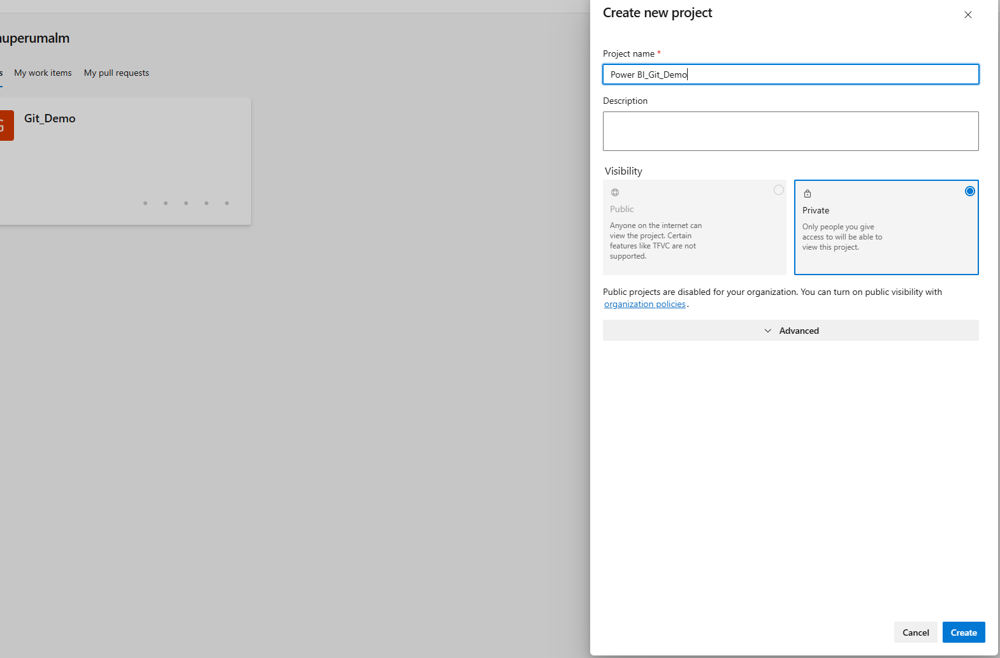 uperumalm
s My work items My pull requests
G
Git_Demo
Create new project
Project name *
Power BI_Git_Demo
Description
Visibility
Public
Anyone on the internet can
view the project. Certain
features like TFVC are not
supported.
Private
Only people you give
access to will be able to
view this project.
Public projects are disabled for your organization. You can turn on public visibility with
organization policies.
Advanced
Cancel Create